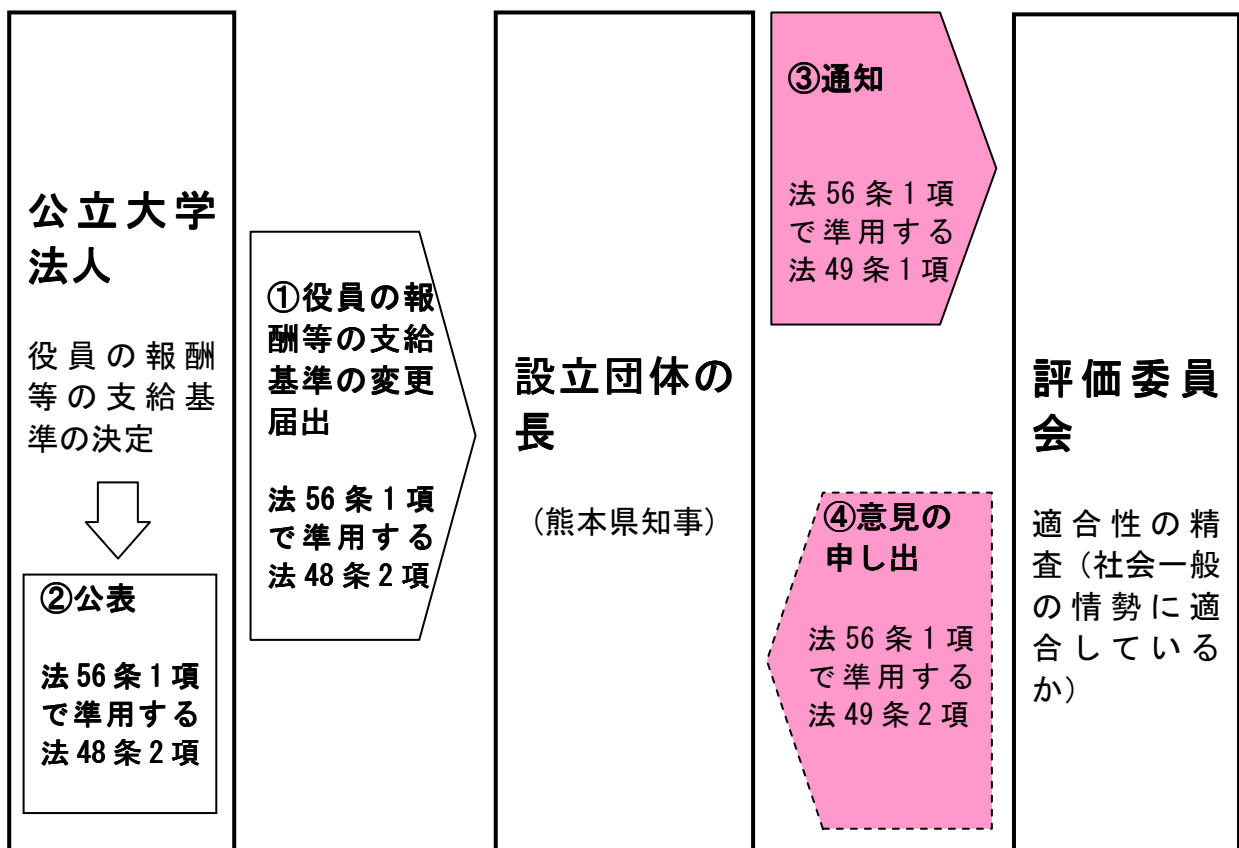 公立大学
法人
役員の報酬
等の支給基
準の決定
②公表
法56条1項
で準用する
法48条2項
①役員の報
酬等の支給
基準の変更
届出
法56条1項
で準用する
法48条2項
設立団体の
長
(熊本県知事)
③通知
法56条1項
で準用する
法49条1項
④意見の
申し出
法56条1項
で準用する
法49条2項
評価委員
会
適合性の精
査(社会一般
の情勢に適
合している
か)